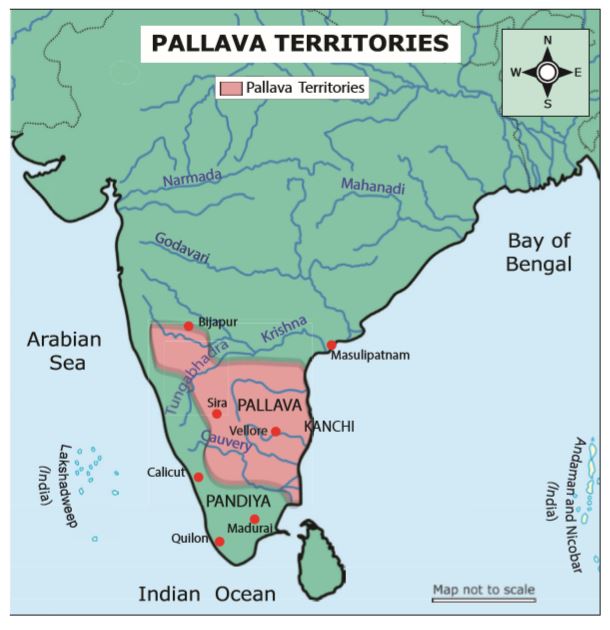 PALLAVA TERRITORIES
N
W
E
S
Pallava Territories
Narmada
Mahanadi
Godavari
Bay of
Bengal
Bijapur
Krishna
Arabian
Sea
Masulipatnam
Tungabhadra
Sira
PALLAVA
KANCHI
Vellore
Cauvery
Lakshadweep
(India)
Andaman and Nicobar
(India)
Calicut
PANDIYA
Madurai
Quilon
Indian Ocean
Map not to scale